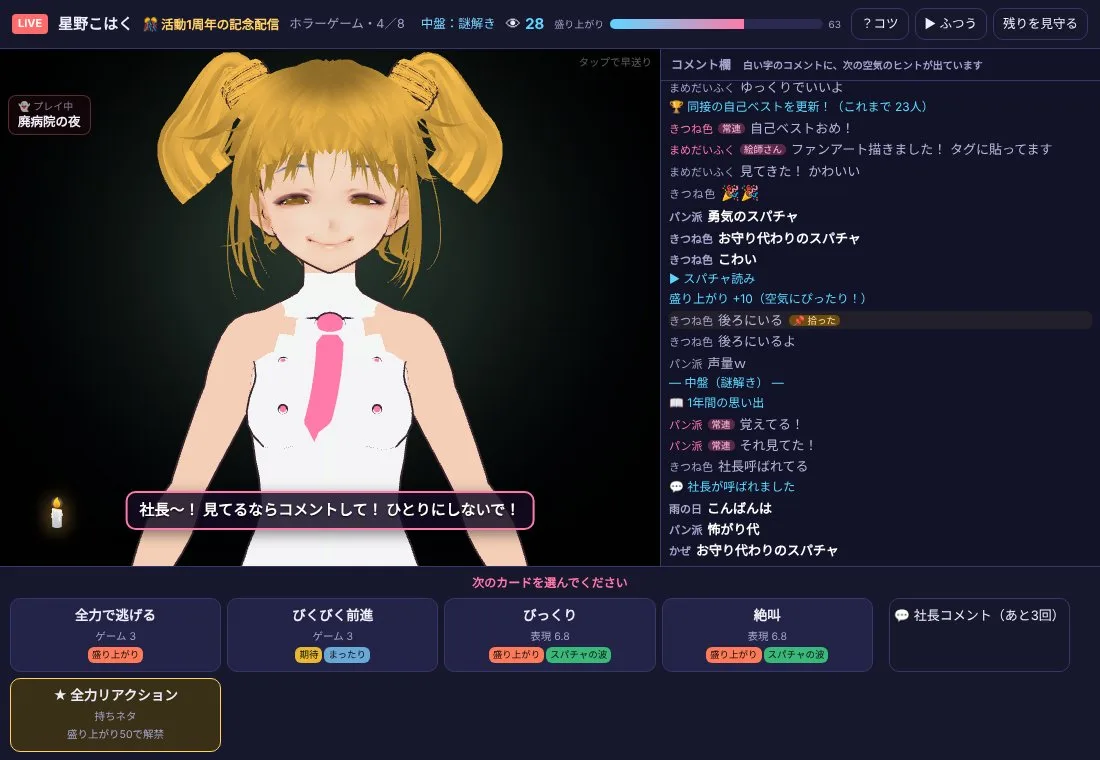 LIVE 星野こはく 🎊 活動1周年の記念配信 ホラーゲーム・4／8 中盤：謎解き 👁 28 盛り上がり 63 ？コツ ▶ ふつう 残りを見守る
タップで早送り
👻 プレイ中
廃病院の夜
社長〜！ 見てるならコメントして！ ひとりにしないで！
コメント欄 白い字のコメントに、次の空気のヒントが出ています
まめだいふく ゆっくりでいいよ
🏆 同接の自己ベストを更新！（これまで 23人）
きつね色 常連 自己ベストおめ！
まめだいふく 絵師さん ファンアート描きました！ タグに貼ってます
まめだいふく 見てきた！ かわいい
きつね色 🎉🎉
パン派 勇気のスパチャ
きつね色 お守り代わりのスパチャ
きつね色 こわい
▶ スパチャ読み
盛り上がり +10（空気にぴったり！）
きつね色 後ろにいる 📌 拾った
きつね色 後ろにいるよ
パン派 声量ｗ
— 中盤（謎解き） —
📖 1年間の思い出
パン派 常連 覚えてる！
パン派 常連 それ見てた！
きつね色 社長呼ばれてる
💬 社長が呼ばれました
雨の日 こんばんは
パン派 怖がり代
かぜ お守り代わりのスパチャ
次のカードを選んでください
全力で逃げる
ゲーム 3
盛り上がり
びくびく前進
ゲーム 3
期待 まったり
びっくり
表現 6.8
盛り上がり スパチャの波
絶叫
表現 6.8
盛り上がり スパチャの波
💬 社長コメント（あと3回）
★ 全力リアクション
持ちネタ
盛り上がり50で解禁